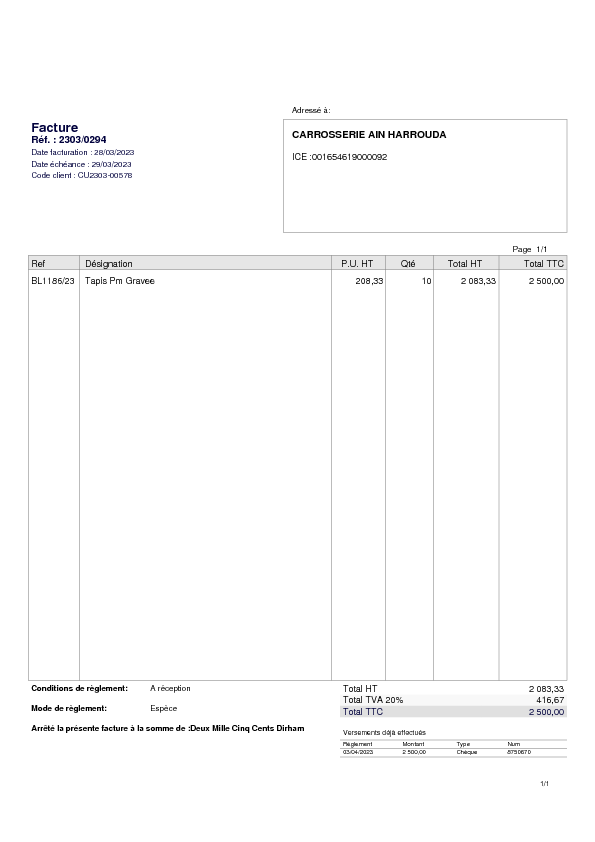 Adressé à:
Facture
Réf. : 2303/0294
Date facturation : 28/03/2023
Date échéance : 29/03/2023
Code client : CU2303-00578
CARROSSERIE AIN HARROUDA
ICE :001654619000092
Page 1/1
Ref Désignation P.U. HT Qté Total HT Total TTC
BL1186/23 Tapis Pm Gravee 208,33 10 2 083,33 2 500,00
Conditions de règlement: A réception
Mode de règlement: Espèce
Arrêté la présente facture à la somme de :Deux Mille Cinq Cents Dirham
Total HT 2 083,33
Total TVA 20% 416,67
Total TTC 2 500,00
Versements déjà effectués
Règlement Montant Type Num
03/04/2023 2 500,00 Chèque 8750670
1/1